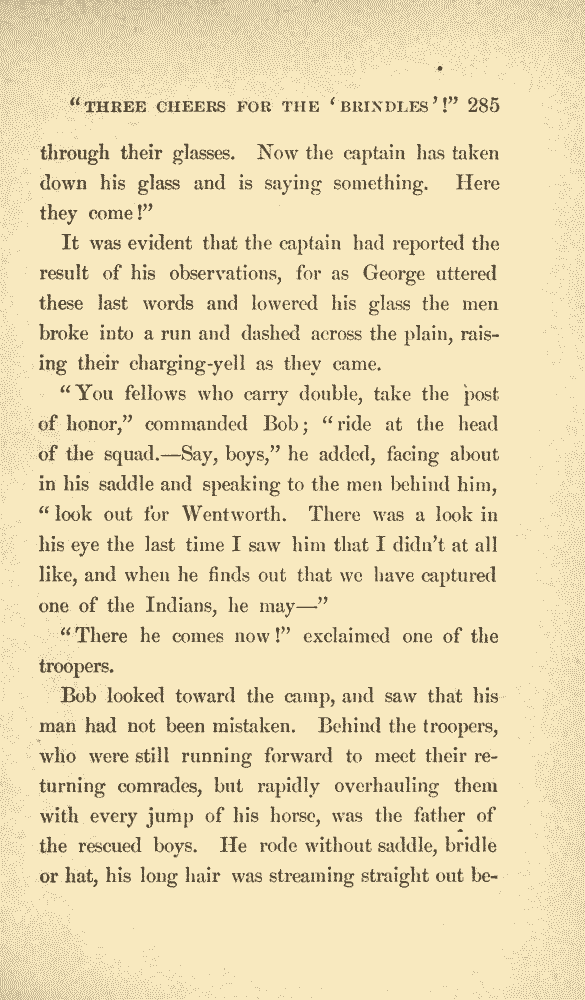 “THREE CHEERS FOR THE ‘BRINDLES’!” 285
through their glasses. Now the captain has taken
down his glass and is saying something. Here
they come!”
It was evident that the captain had reported the
result of his observations, for as George uttered
these last words and lowered his glass the men
broke into a run and dashed across the plain, rais-
ing their charging-yell as they came.
“You fellows who carry double, take the post
of honor,” commanded Bob; “ride at the head
of the squad.—Say, boys,” he added, facing about
in his saddle and speaking to the men behind him,
“look out for Wentworth. There was a look in
his eye the last time I saw him that I didn’t at all
like, and when he finds out that we have captured
one of the Indians, he may—”
“There he comes now!” exclaimed one of the
troopers.
Bob looked toward the camp, and saw that his
man had not been mistaken. Behind the troopers,
who were still running forward to meet their re-
turning comrades, but rapidly overhauling them
with every jump of his horse, was the father of
the rescued boys. He rode without saddle, bridle
or hat, his long hair was streaming straight out be-